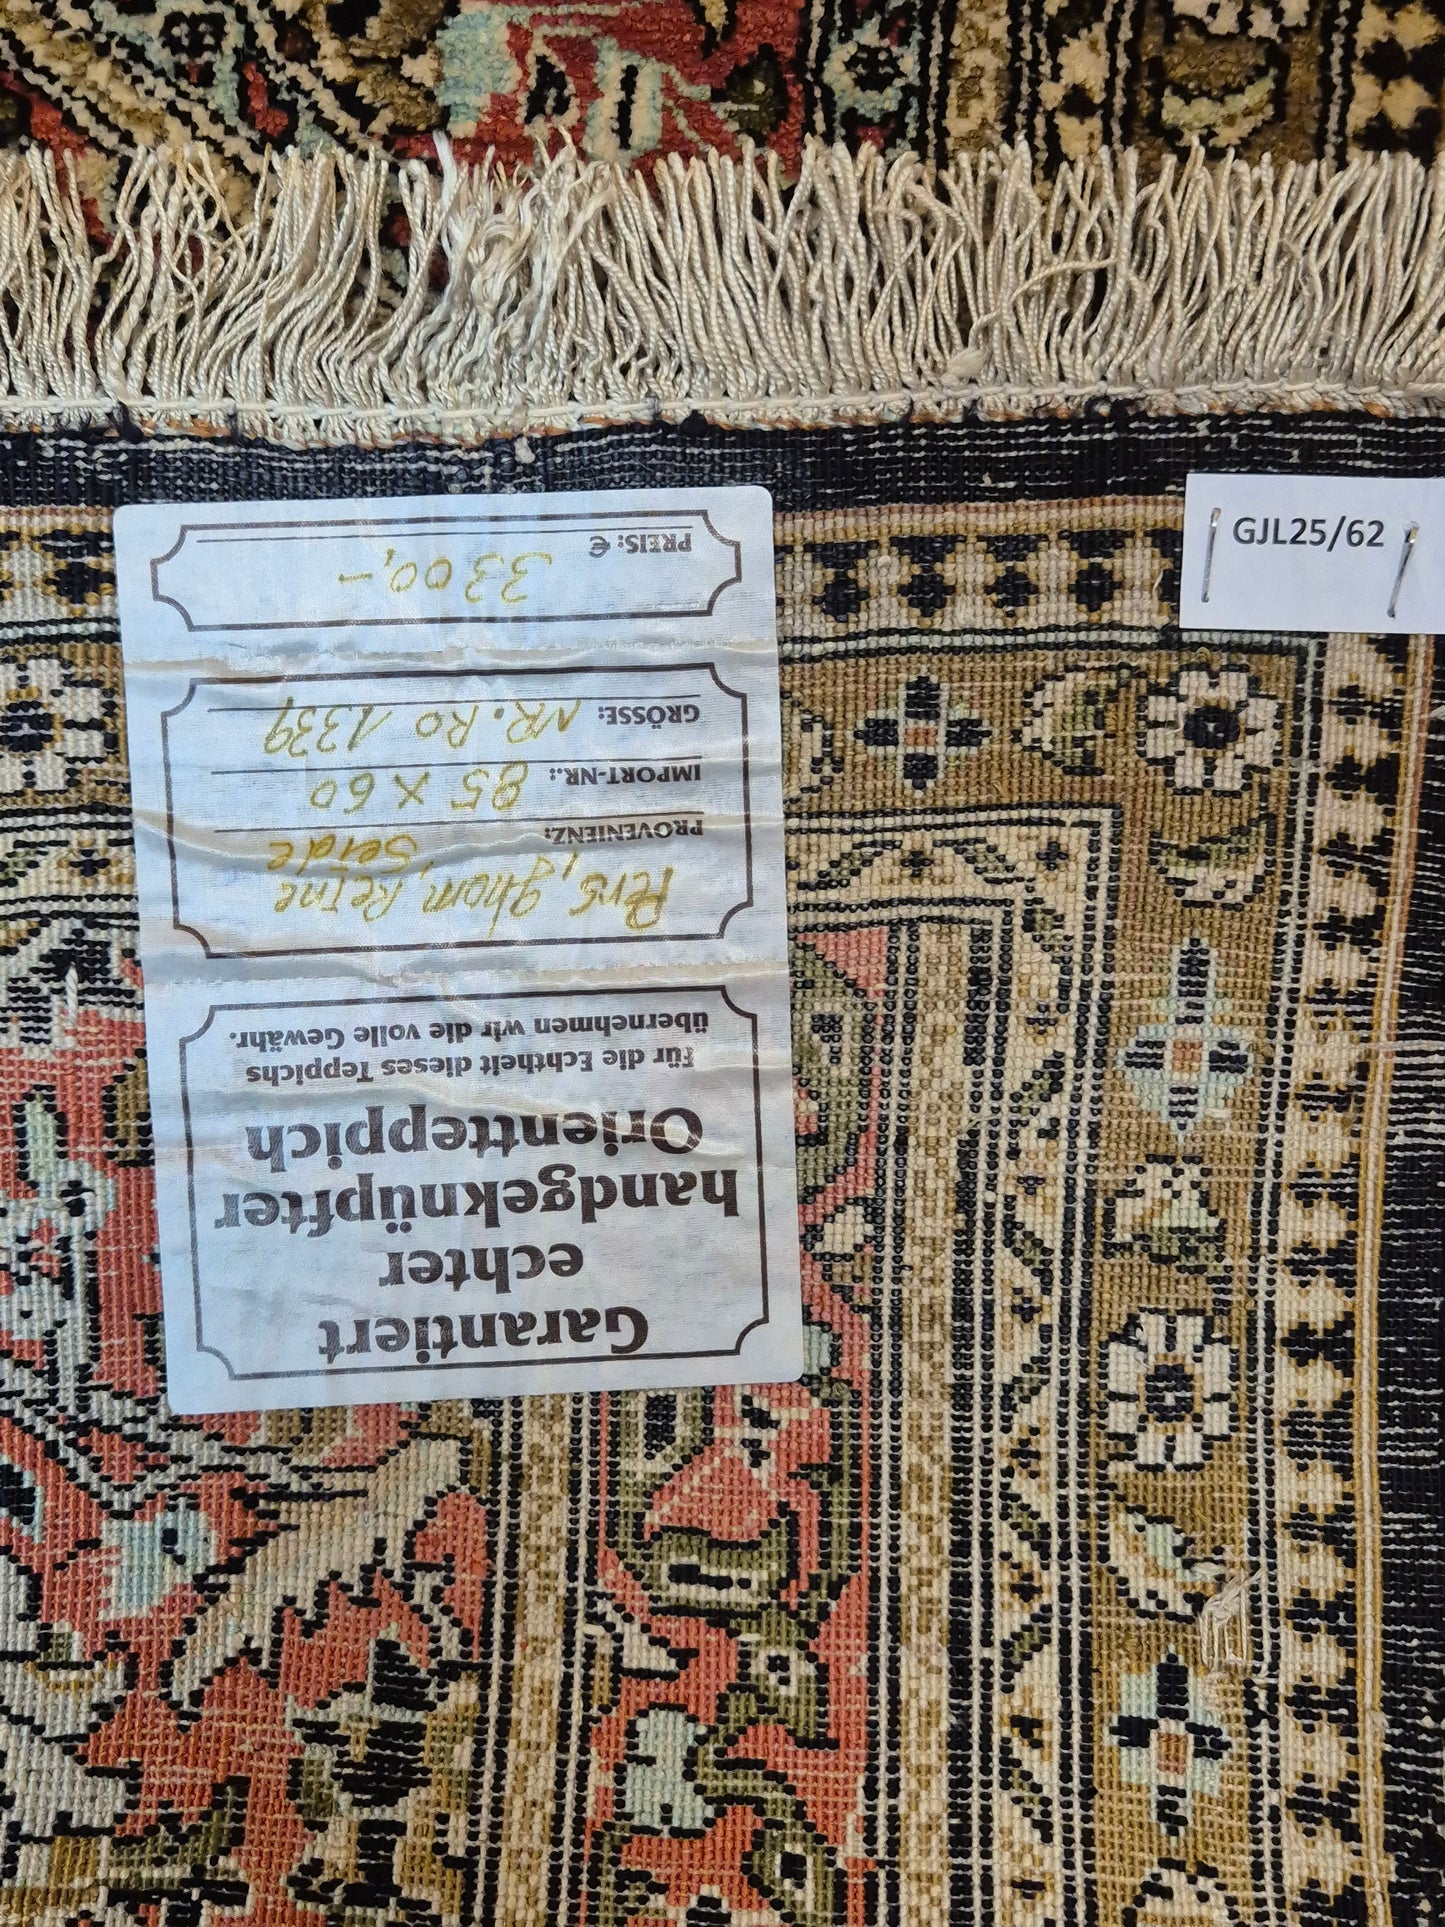 GJL25/62
Garantiert
echter
handgeknüpfter
Orientteppich
Für die Echtheit dieses Teppichs
übernehmen wir die volle Gewähr.
Pers, ghom, Reine
PROVENIENZ: Seide
IMPORT-NR.: 85 x 60
GRÖSSE: NR. RO 1339
3300,-
PREIS: €